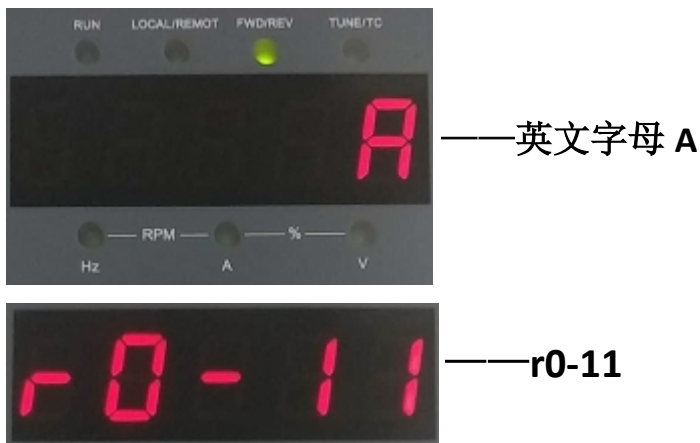 RUN LOCAL/REMOT FWD/REV TUNE/TC
A ——英文字母 A
RPM %
Hz A V
r0-11 ——r0-11